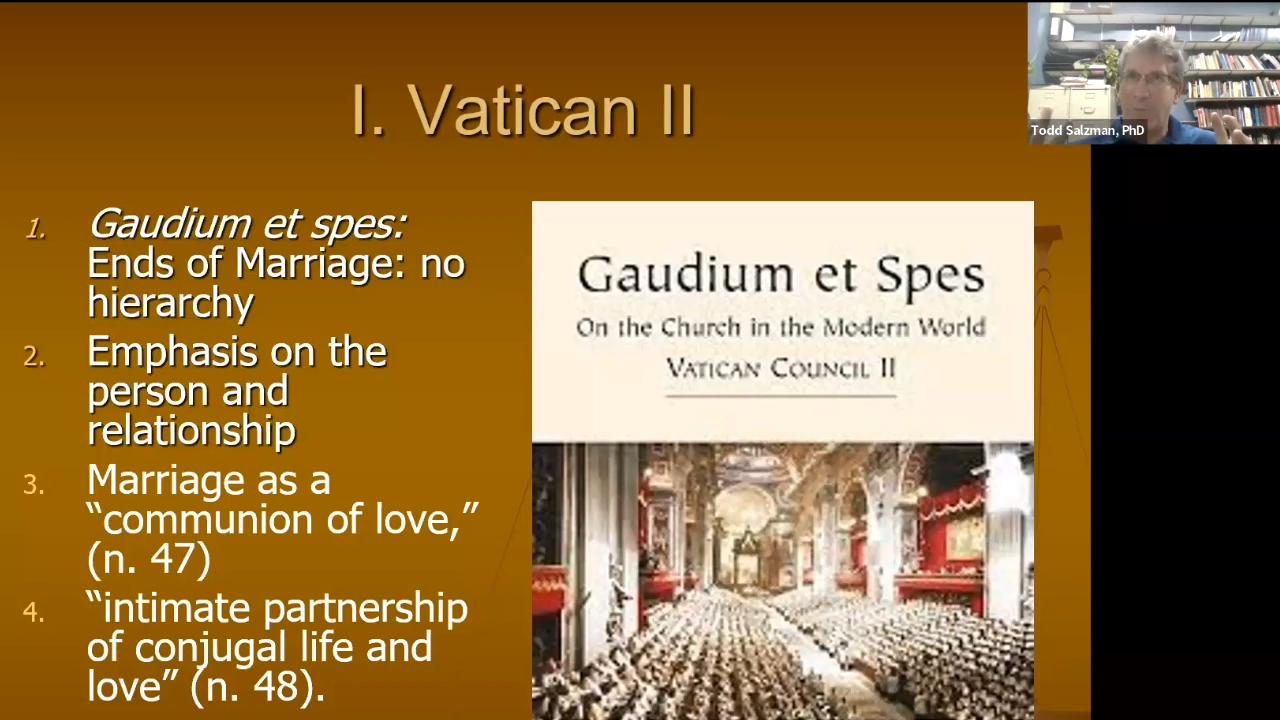 I. Vatican II
Todd Salzman, PhD
1. Gaudium et spes:
Ends of Marriage: no
hierarchy
2. Emphasis on the
person and
relationship
3. Marriage as a
“communion of love,”
(n. 47)
4. “intimate partnership
of conjugal life and
love” (n. 48).
Gaudium et Spes
On the Church in the Modern World
Vatican Council II